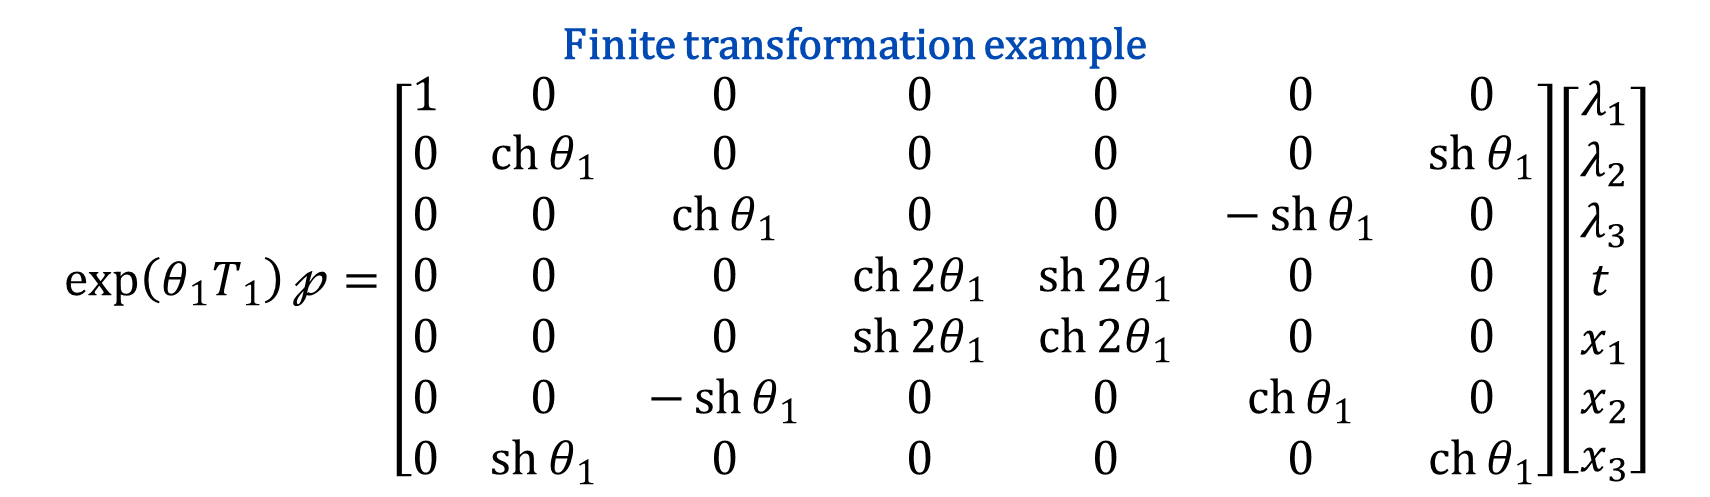 Finite transformation example
1 0 0 0 0 0 0 λ₁
0 ch θ₁ 0 0 0 0 sh θ₁ λ₂
0 0 ch θ₁ 0 0 − sh θ₁ 0 λ₃
exp(θ₁T₁) ℘ = 0 0 0 ch 2θ₁ sh 2θ₁ 0 0 t
0 0 0 sh 2θ₁ ch 2θ₁ 0 0 x₁
0 0 − sh θ₁ 0 0 ch θ₁ 0 x₂
0 sh θ₁ 0 0 0 0 ch θ₁ x₃